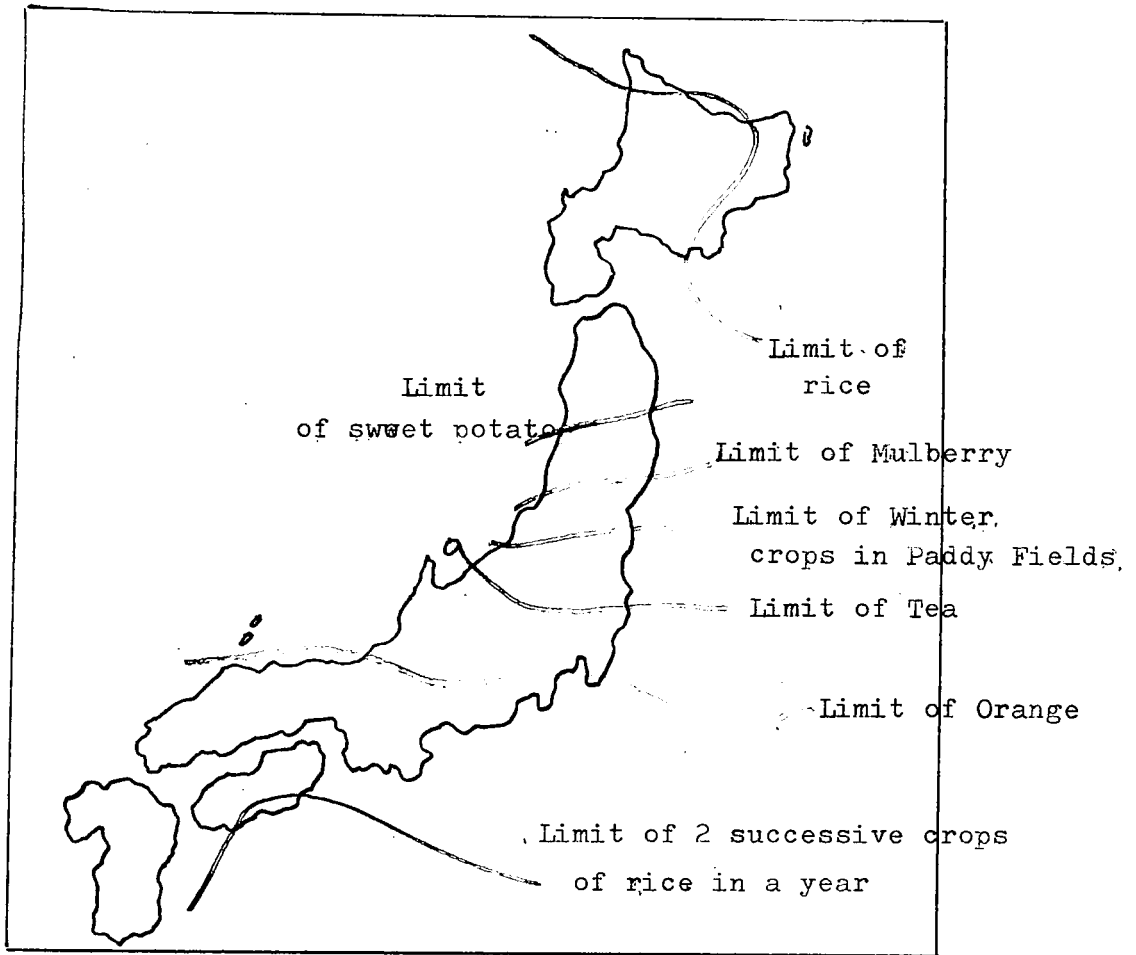 Limit of
rice
Limit
of sweet potato
Limit of Mulberry
Limit of Winter
crops in Paddy Fields
Limit of Tea
Limit of Orange
Limit of 2 successive crops
of rice in a year